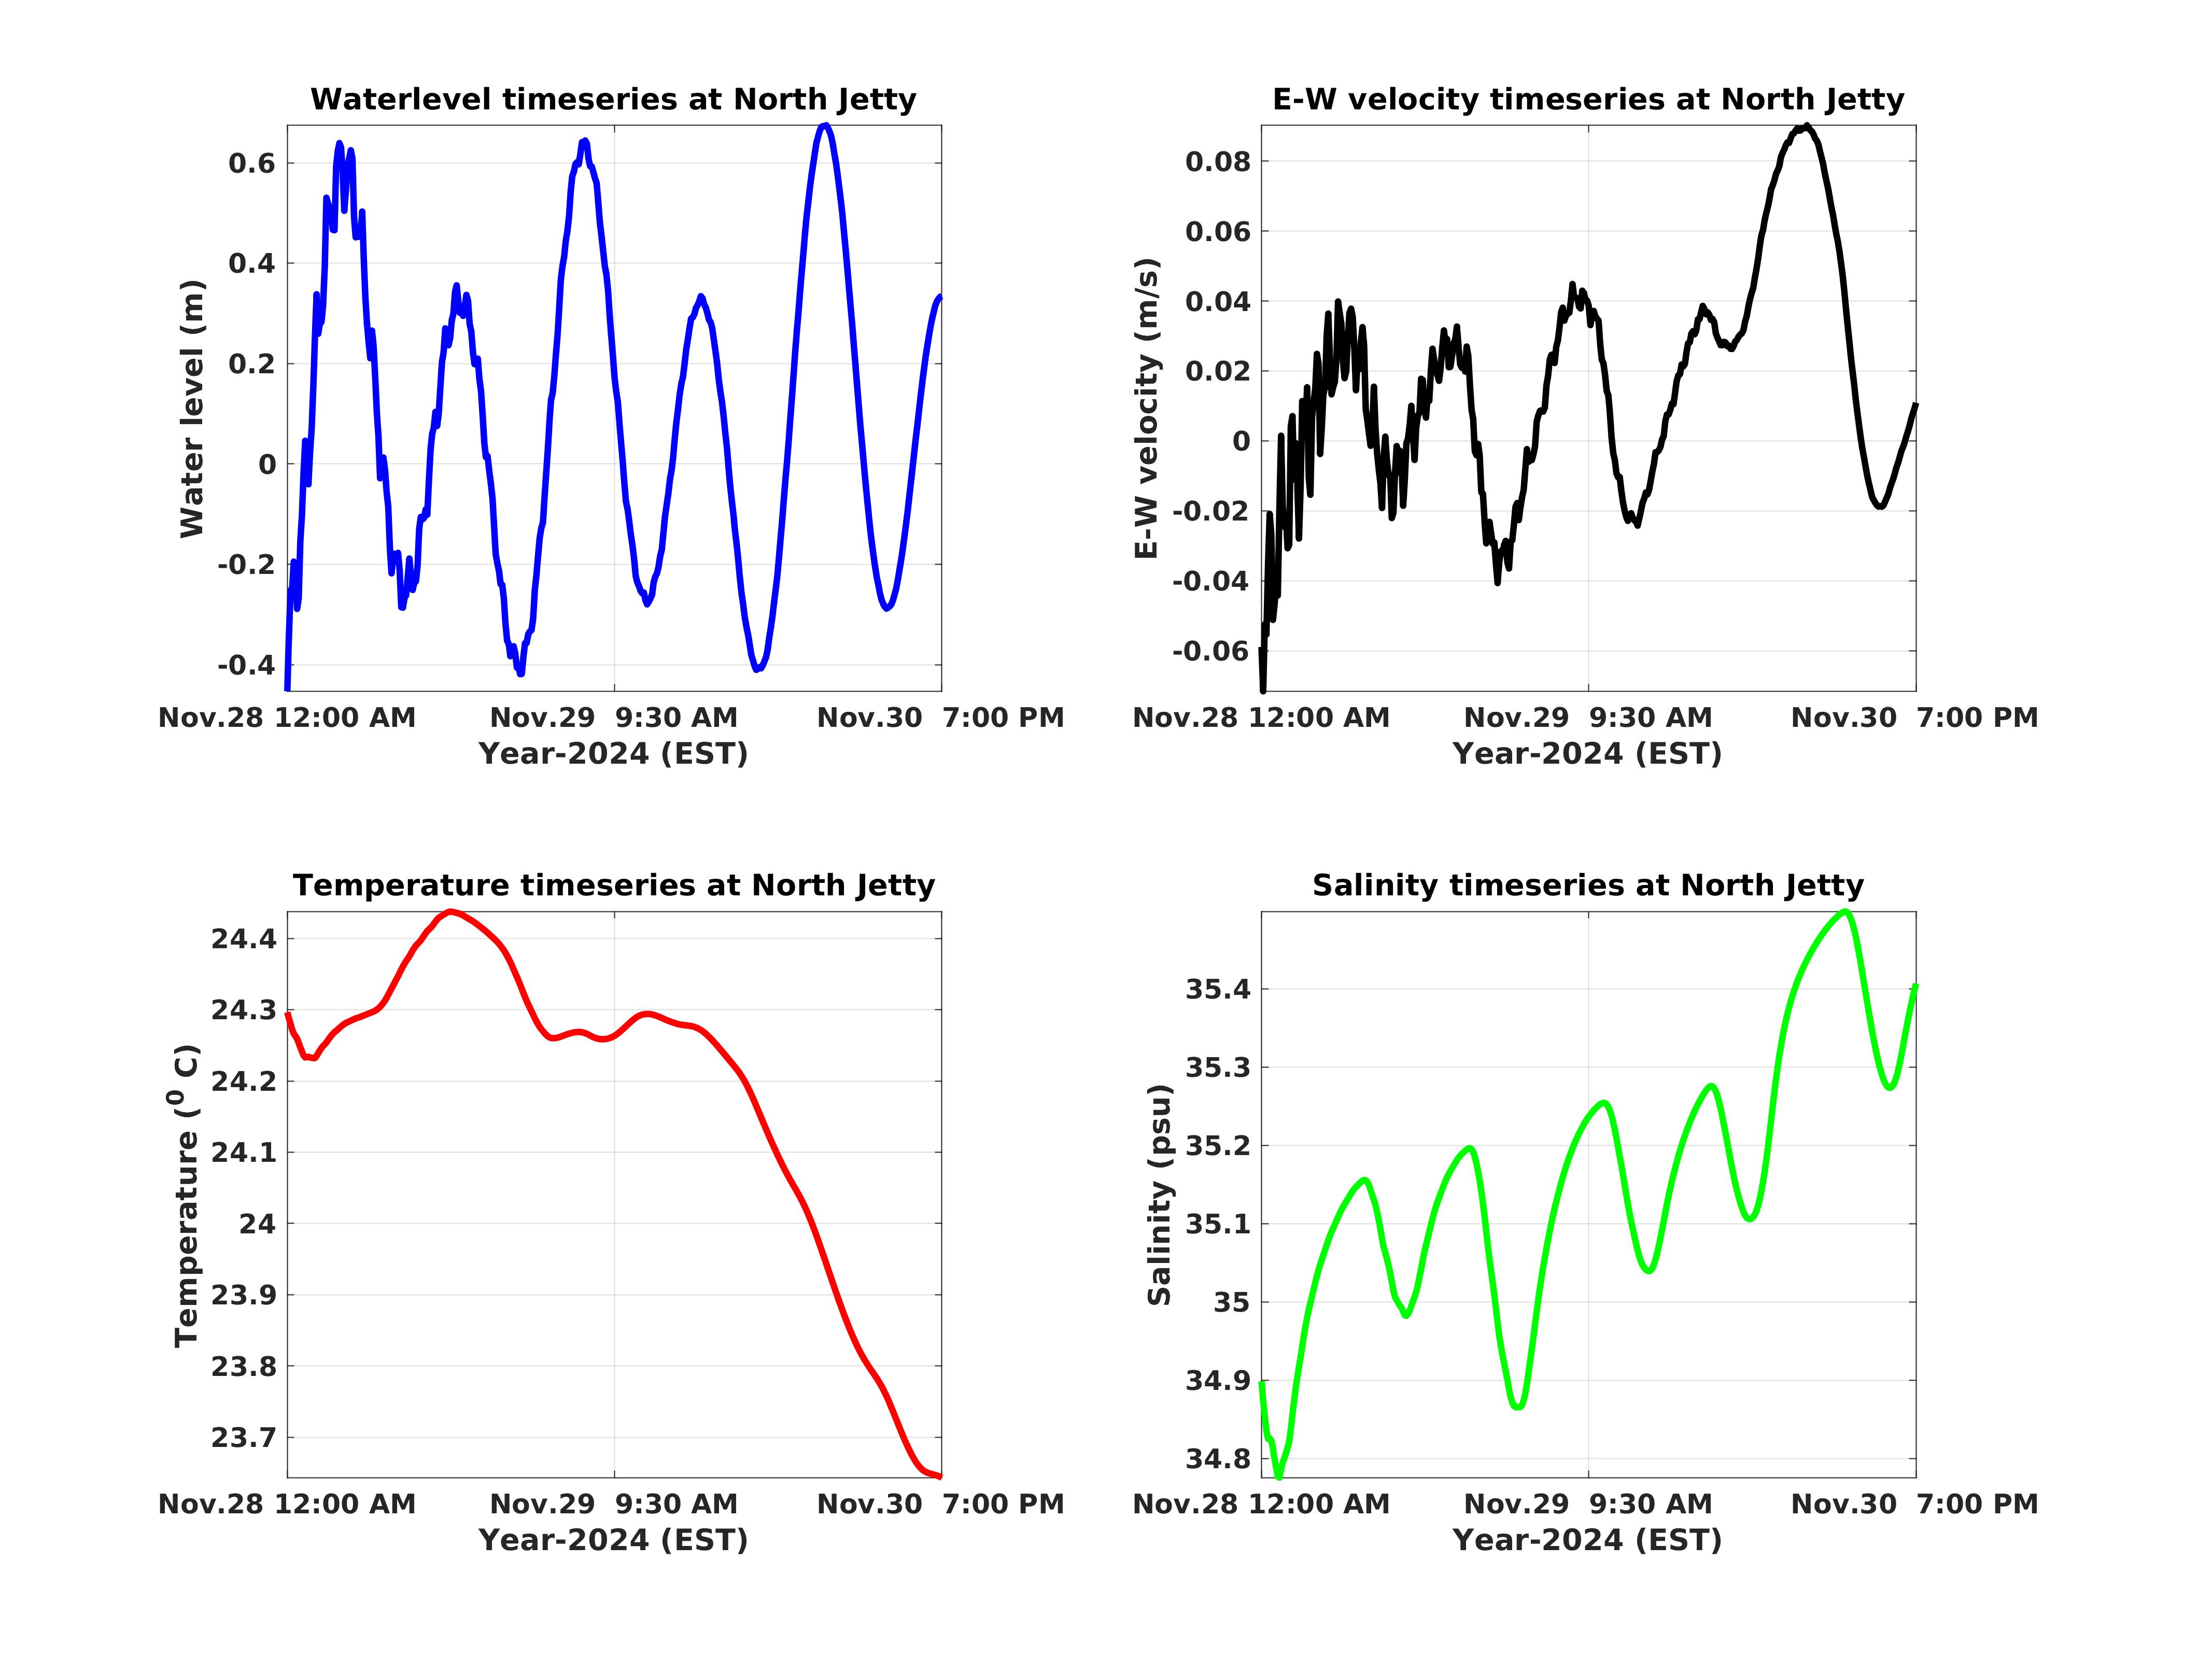 Waterlevel timeseries at North Jetty
0.6
0.4
0.2
0
-0.2
-0.4
Water level (m)
Nov.28 12:00 AM Nov.29 9:30 AM Nov.30 7:00 PM
Year-2024 (EST)
E-W velocity timeseries at North Jetty
0.08
0.06
0.04
0.02
0
-0.02
-0.04
-0.06
E-W velocity (m/s)
Nov.28 12:00 AM Nov.29 9:30 AM Nov.30 7:00 PM
Year-2024 (EST)
Temperature timeseries at North Jetty
24.4
24.3
24.2
24.1
24
23.9
23.8
23.7
Temperature (⁰ C)
Nov.28 12:00 AM Nov.29 9:30 AM Nov.30 7:00 PM
Year-2024 (EST)
Salinity timeseries at North Jetty
35.4
35.3
35.2
35.1
35
34.9
34.8
Salinity (psu)
Nov.28 12:00 AM Nov.29 9:30 AM Nov.30 7:00 PM
Year-2024 (EST)